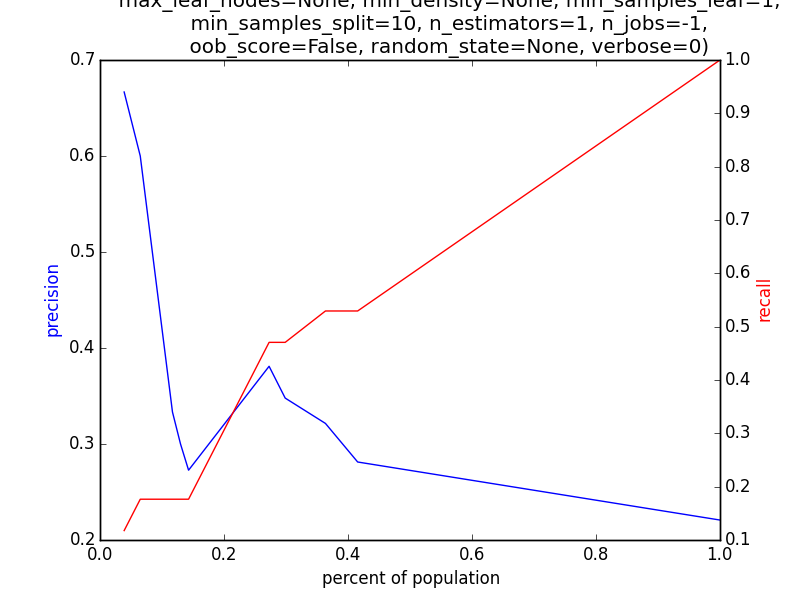 max_leaf_nodes=None, min_density=None, min_samples_leaf=1,
min_samples_split=10, n_estimators=1, n_jobs=-1,
oob_score=False, random_state=None, verbose=0)
0.7
0.6
0.5
0.4
0.3
0.2
precision
1.0
0.9
0.8
0.7
0.6
0.5
0.4
0.3
0.2
0.1
recall
0.0 0.2 0.4 0.6 0.8 1.0
percent of population